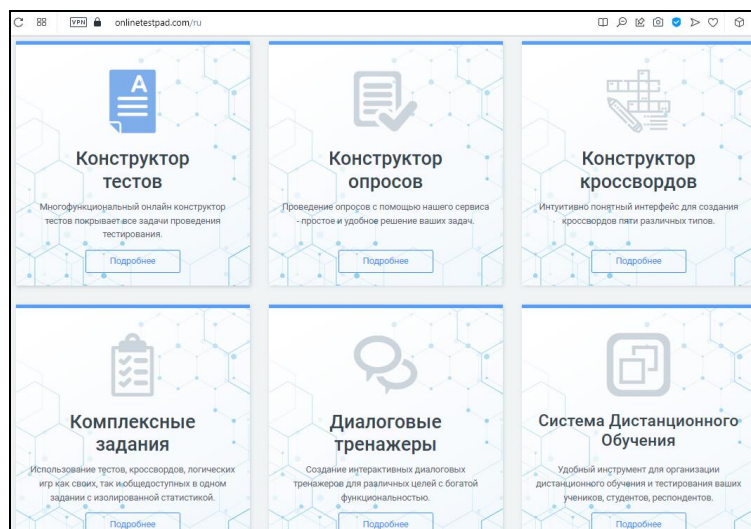 VPN onlinetestpad.com/ru
A
Конструктор
тестов
Многофункциональный онлайн конструктор
тестов покрывает все задачи проведения
тестирования.
Подробнее
Конструктор
опросов
Проведение опросов с помощью нашего сервиса
- простое и удобное решение ваших задач.
Подробнее
Конструктор
кроссвордов
Интуитивно понятный интерфейс для создания
кроссвордов пяти различных типов.
Подробнее
Комплексные
задания
Использование тестов, кроссвордов, логических
игр как своих, так и общедоступных в одном
задании с изолированной статистикой.
Подробнее
Диалоговые
тренажеры
Создание интерактивных диалоговых
тренажеров для различных целей с богатой
функциональностью.
Подробнее
Система Дистанционного
Обучения
Удобный инструмент для организации
дистанционного обучения и тестирования ваших
учеников, студентов, респондентов.
Подробнее